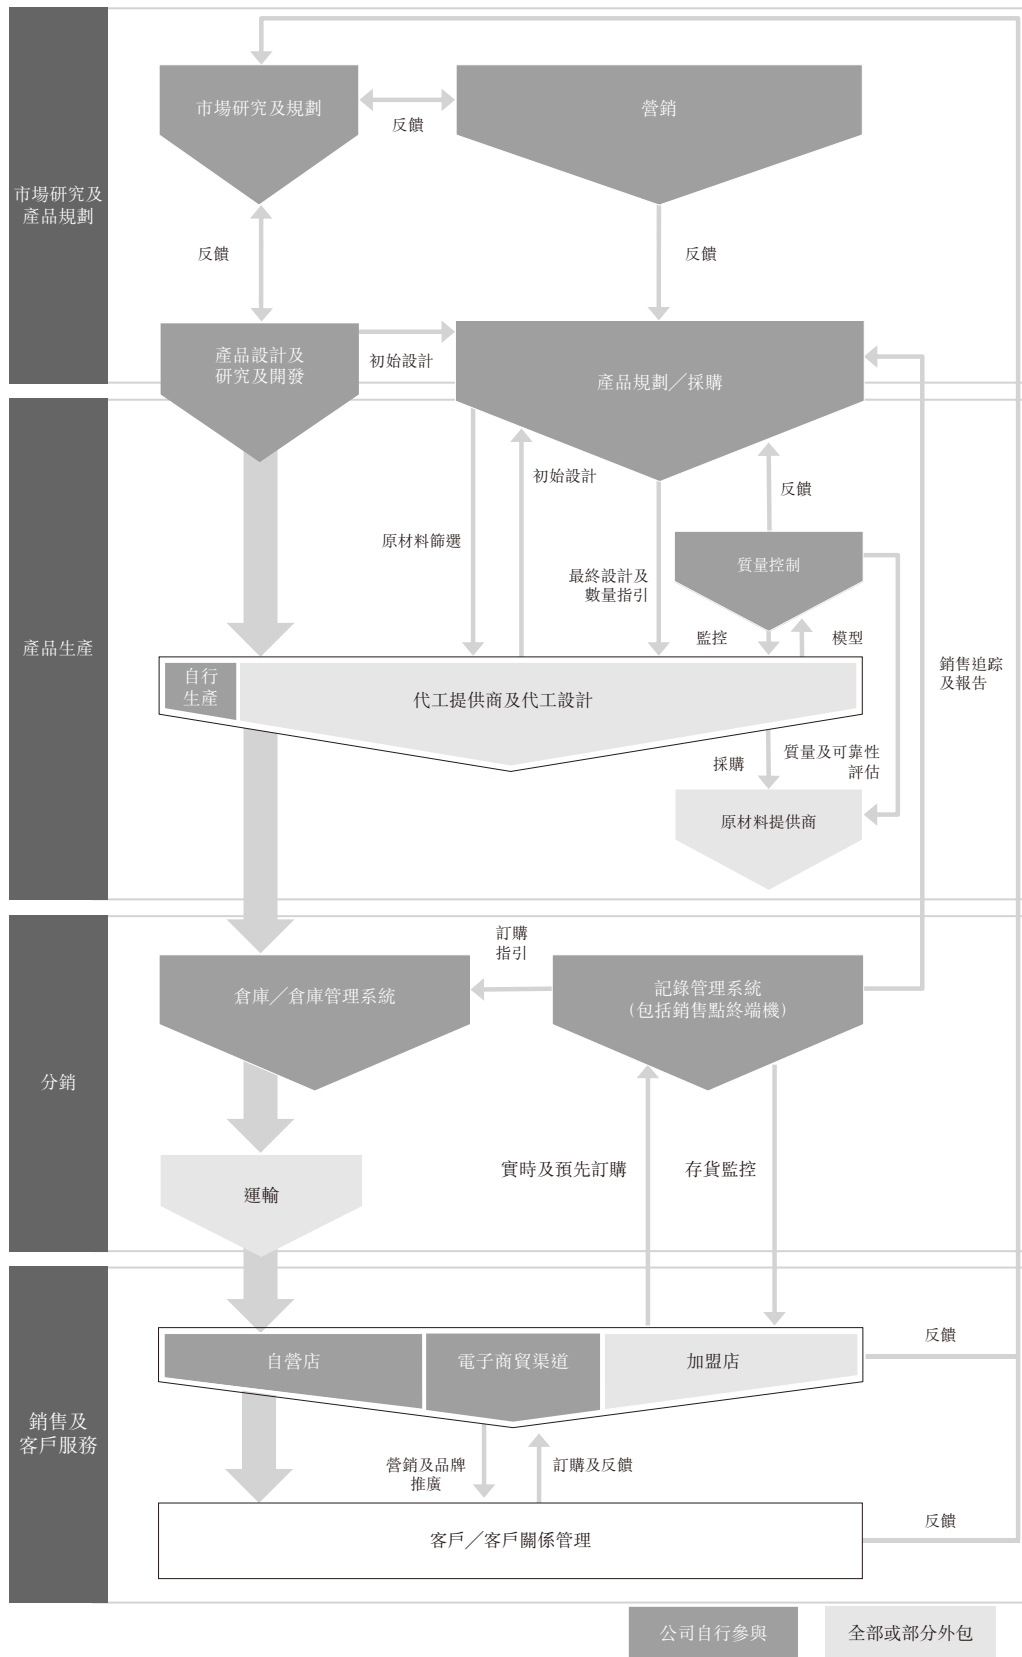 市場研究及
產品規劃
市場研究及規劃
營銷
反饋
反饋
反饋
產品設計及
研究及開發
初始設計
產品規劃／採購
產品生產
初始設計
反饋
原材料篩選
質量控制
最終設計及
數量指引
監控
模型
銷售追踪
及報告
自行
生產
代工提供商及代工設計
採購
質量及可靠性
評估
原材料提供商
分銷
訂購
指引
倉庫／倉庫管理系統
記錄管理系統
(包括銷售點終端機)
實時及預先訂購
存貨監控
運輸
銷售及
客戶服務
自營店
電子商貿渠道
加盟店
反饋
營銷及品牌
推廣
訂購及反饋
客戶／客戶關係管理
反饋
公司自行參與
全部或部分外包